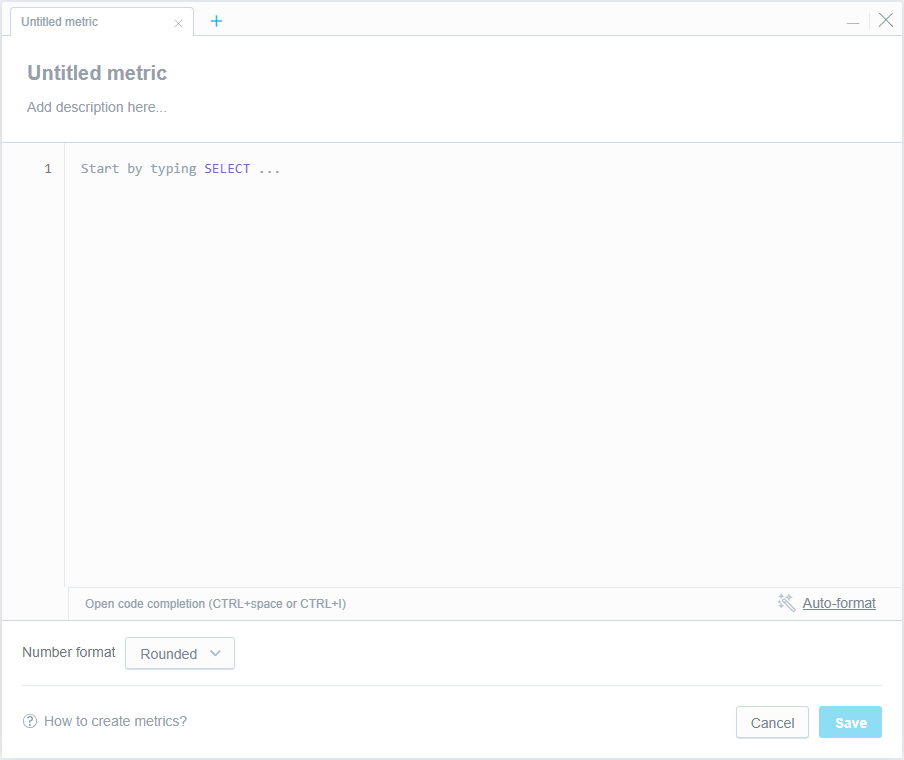 Untitled metric
Untitled metric
Add description here...
1 Start by typing SELECT ...
Open code completion (CTRL+space or CTRL+I) Auto-format
Number format Rounded
? How to create metrics? Cancel Save